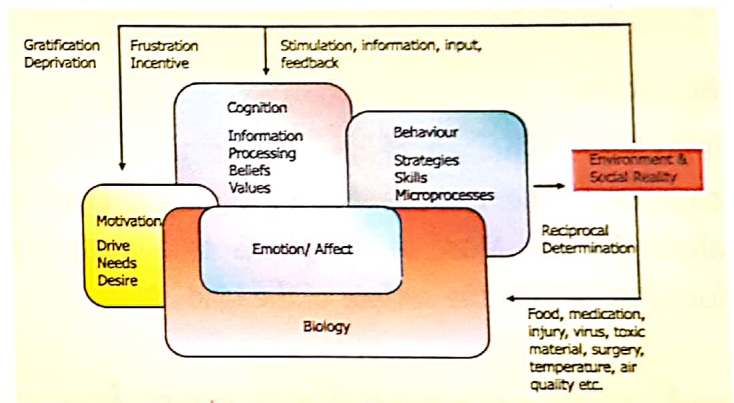 Gratification
Deprivation
Frustration
Incentive
Stimulation, information, input,
feedback
Cognition
Information
Processing
Beliefs
Values
Behaviour
Strategies
Skills
Microprocesses
Environment &
Social Reality
Motivation
Drive
Needs
Desire
Emotion/ Affect
Reciprocal
Determination
Biology
Food, medication,
injury, virus, toxic
material, surgery,
temperature, air
quality etc.